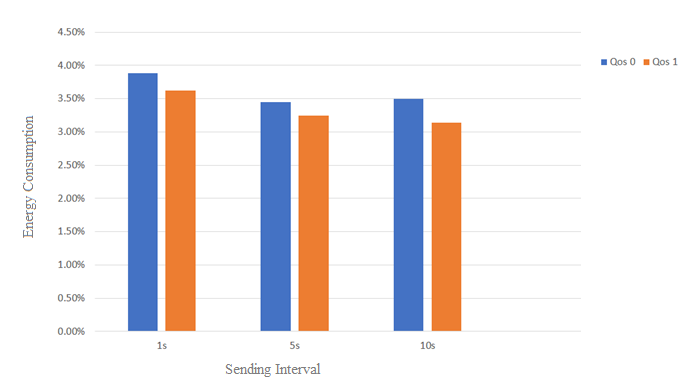 4.50%
4.00%
3.50%
3.00%
2.50%
2.00%
1.50%
1.00%
0.50%
0.00%
Energy Consumption
1s 5s 10s
Sending Interval
Qos 0 Qos 1